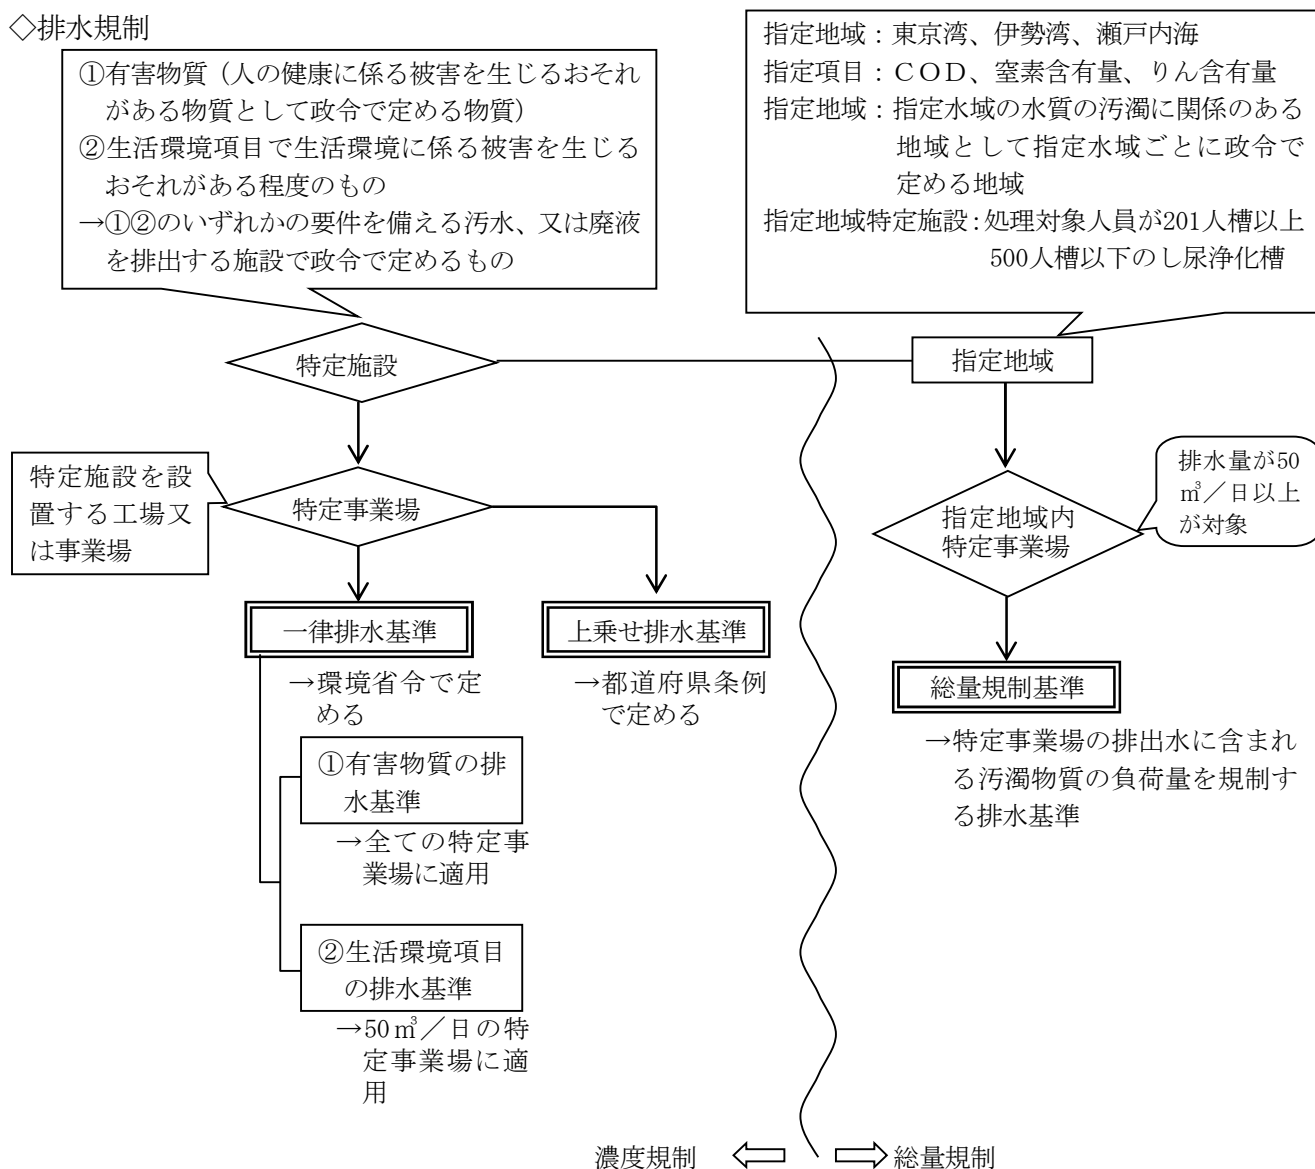 ◇排水規制
①有害物質（人の健康に係る被害を生じるおそれ
がある物質として政令で定める物質）
②生活環境項目で生活環境に係る被害を生じる
おそれがある程度のもの
→①②のいずれかの要件を備える汚水、又は廃液
を排出する施設で政令で定めるもの
指定地域：東京湾、伊勢湾、瀬戸内海
指定項目：ＣＯＤ、窒素含有量、りん含有量
指定地域：指定水域の水質の汚濁に関係のある
地域として指定水域ごとに政令で
定める地域
指定地域特定施設：処理対象人員が201人槽以上
500人槽以下のし尿浄化槽
特定施設
指定地域
特定施設を設
置する工場又
は事業場
特定事業場
排水量が50
㎥／日以上
が対象
指定地域内
特定事業場
一律排水基準
→環境省令で定
める
上乗せ排水基準
→都道府県条例
で定める
総量規制基準
→特定事業場の排出水に含まれ
る汚濁物質の負荷量を規制す
る排水基準
①有害物質の排
水基準
→全ての特定事
業場に適用
②生活環境項目
の排水基準
→50㎥／日の特
定事業場に適
用
濃度規制
総量規制